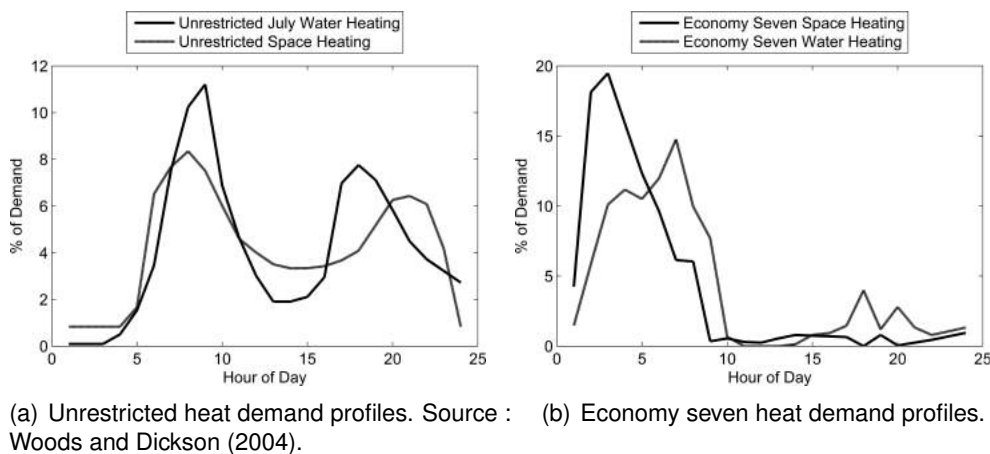 Unrestricted July Water Heating
Unrestricted Space Heating
12
10
8
6
4
2
0
0
5
10
15
20
25
% of Demand
Hour of Day
(a) Unrestricted heat demand profiles. Source :
Woods and Dickson (2004).
Economy Seven Space Heating
Economy Seven Water Heating
20
15
10
5
0
0
5
10
15
20
25
% of Demand
Hour of Day
(b) Economy seven heat demand profiles.